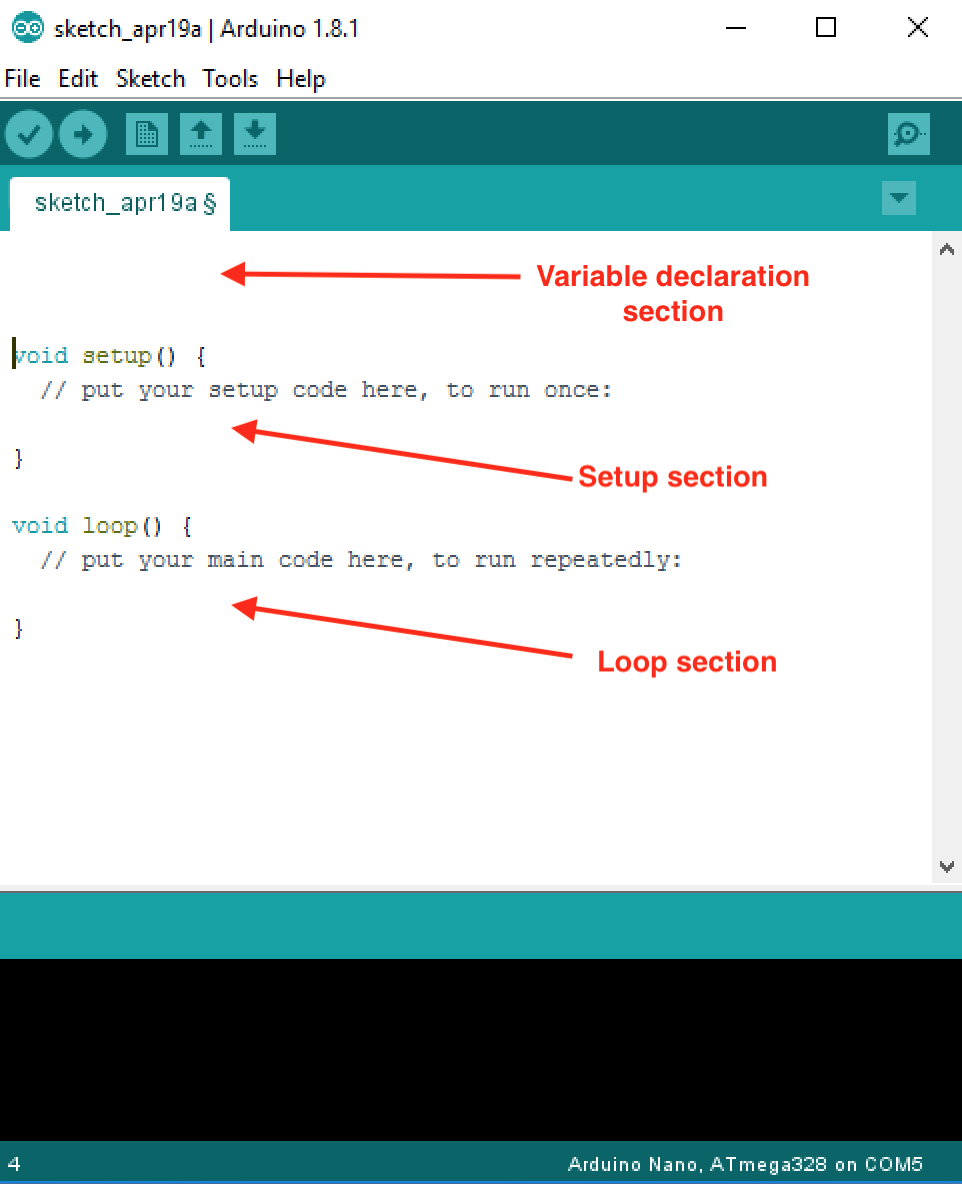 sketch_apr19a | Arduino 1.8.1
File Edit Sketch Tools Help
sketch_apr19a §
Variable declaration
section
void setup() {
// put your setup code here, to run once:
}
Setup section
void loop() {
// put your main code here, to run repeatedly:
}
Loop section
4
Arduino Nano, ATmega328 on COM5